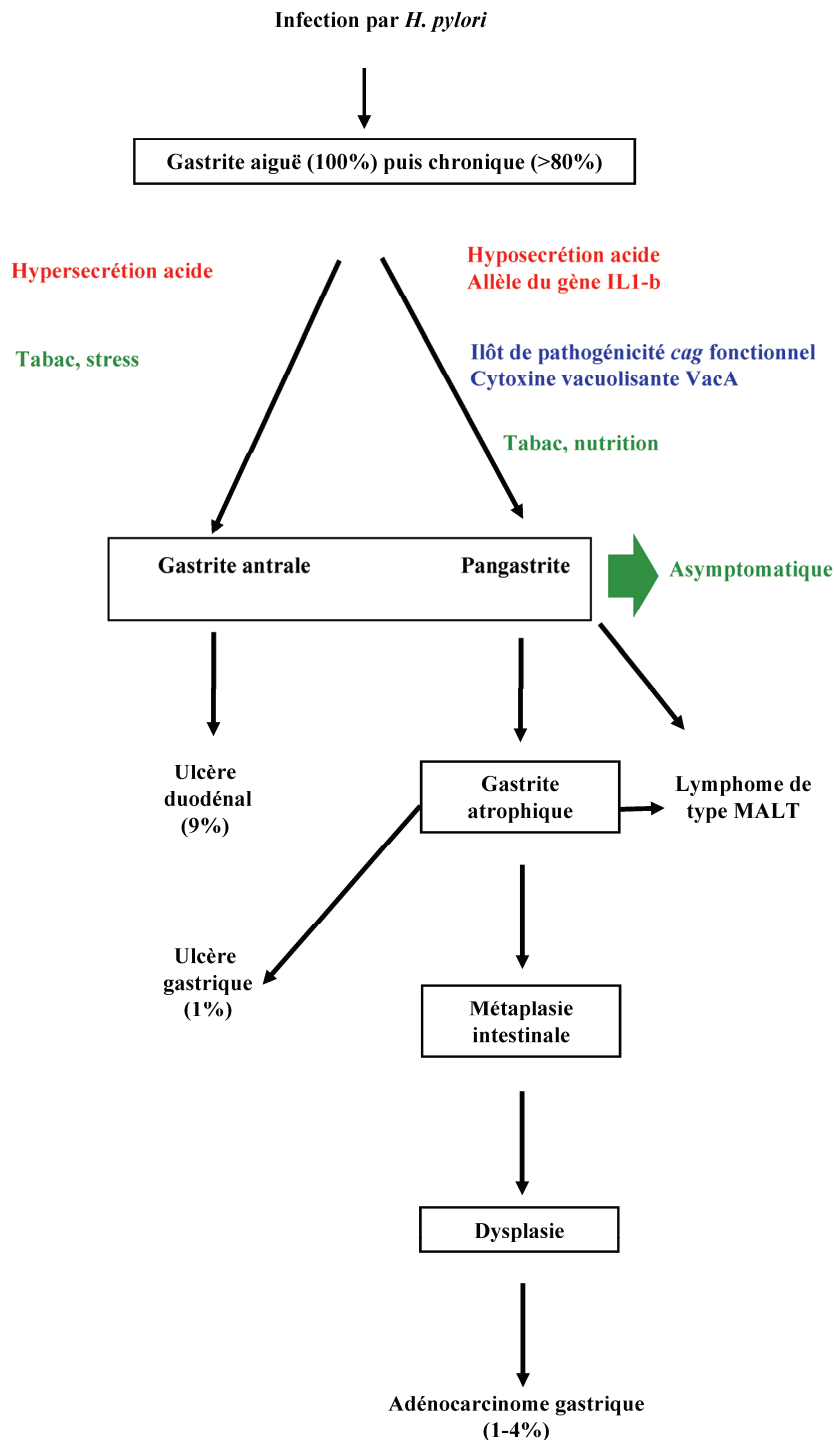 Infection par H. pylori
Gastrite aiguë (100%) puis chronique (>80%)
Hypersecrétion acide
Hyposecrétion acide
Allèle du gène IL1-b
Tabac, stress
Ilôt de pathogénicité cag fonctionnel
Cytoxine vacuolisante VacA
Tabac, nutrition
Gastrite antrale
Pangastrite
Asymptomatique
Ulcère
duodénal
(9%)
Gastrite
atrophique
Lymphome de
type MALT
Ulcère
gastrique
(1%)
Métaplasie
intestinale
Dysplasie
Adénocarcinome gastrique
(1-4%)